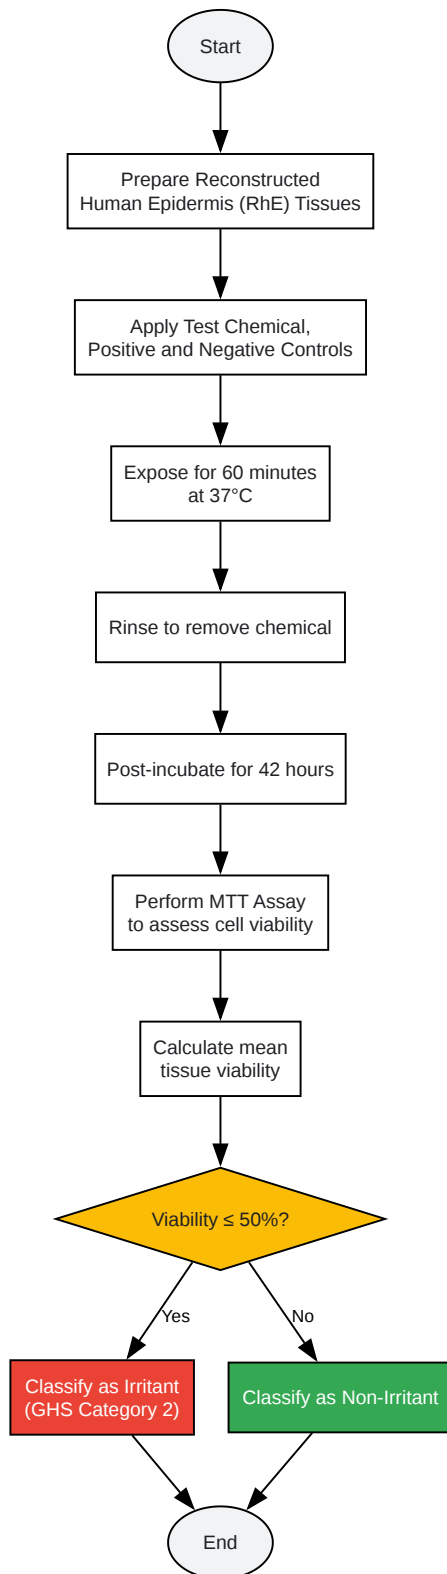 Start
Prepare Reconstructed
Human Epidermis (RhE) Tissues
Apply Test Chemical,
Positive and Negative Controls
Expose for 60 minutes
at 37°C
Rinse to remove chemical
Post-incubate for 42 hours
Perform MTT Assay
to assess cell viability
Calculate mean
tissue viability
Viability ≤ 50%?
Yes
No
Classify as Irritant
(GHS Category 2)
Classify as Non-Irritant
End